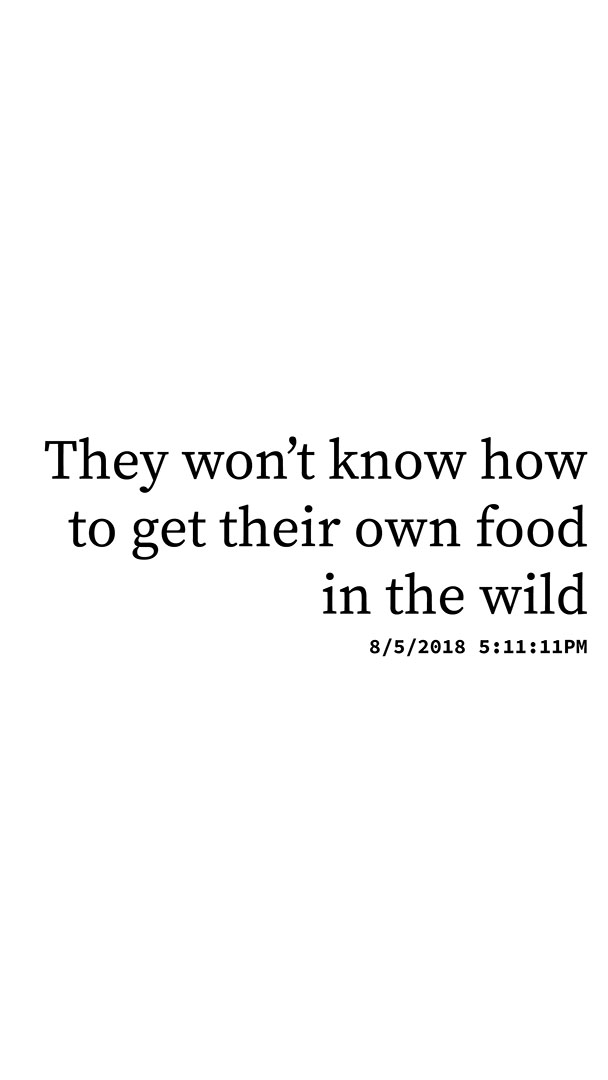 They won’t know how
to get their own food
in the wild
8/5/2018 5:11:11PM